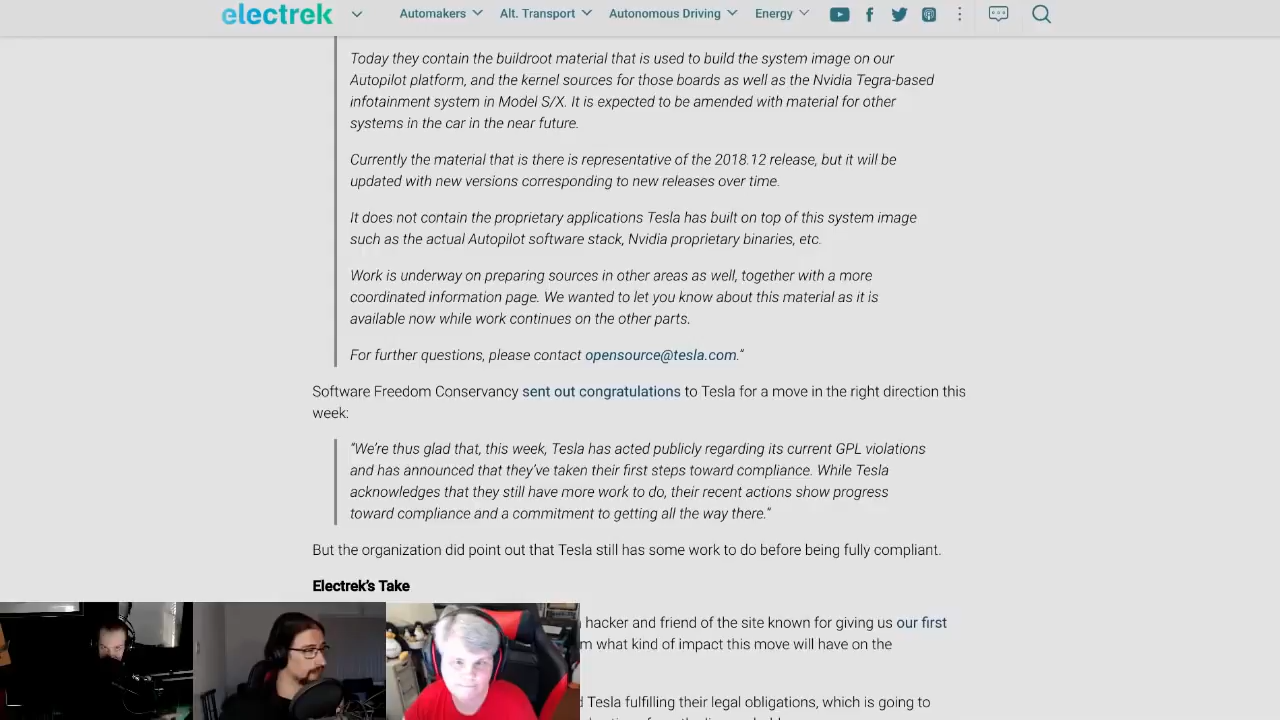 electrek Automakers Alt. Transport Autonomous Driving Energy
Today they contain the buildroot material that is used to build the system image on our
Autopilot platform, and the kernel sources for those boards as well as the Nvidia Tegra-based
infotainment system in Model S/X. It is expected to be amended with material for other
systems in the car in the near future.
Currently the material that is there is representative of the 2018.12 release, but it will be
updated with new versions corresponding to new releases over time.
It does not contain the proprietary applications Tesla has built on top of this system image
such as the actual Autopilot software stack, Nvidia proprietary binaries, etc.
Work is underway on preparing sources in other areas as well, together with a more
coordinated information page. We wanted to let you know about this material as it is
available now while work continues on the other parts.
For further questions, please contact opensource@tesla.com.”
Software Freedom Conservancy sent out congratulations to Tesla for a move in the right direction this
week:
“We’re thus glad that, this week, Tesla has acted publicly regarding its current GPL violations
and has announced that they’ve taken their first steps toward compliance. While Tesla
acknowledges that they still have more work to do, their recent actions show progress
toward compliance and a commitment to getting all the way there.”
But the organization did point out that Tesla still has some work to do before being fully compliant.
Electrek’s Take
hacker and friend of the site known for giving us our first
what kind of impact this move will have on the
Tesla fulfilling their legal obligations, which is going to